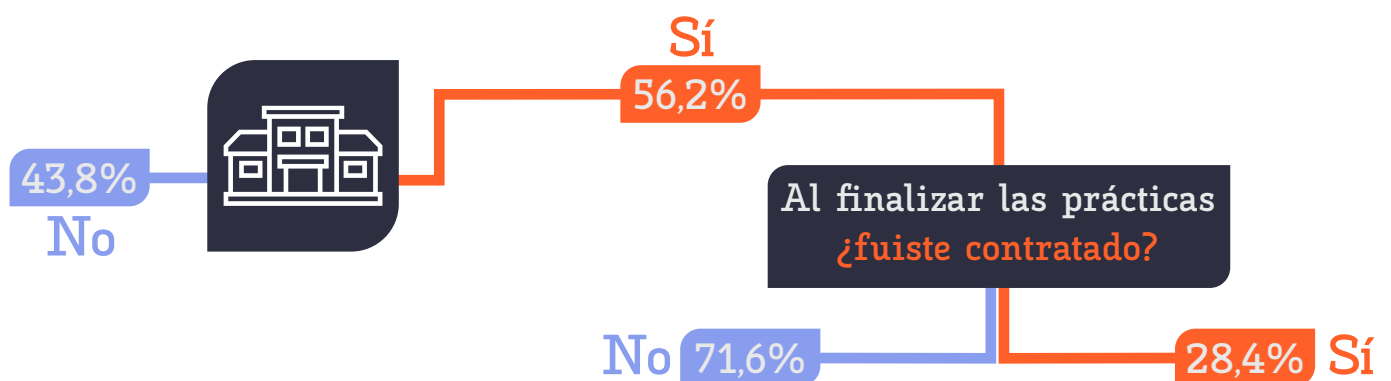 Sí
56,2%
43,8%
No
Al finalizar las prácticas
¿fuiste contratado?
No 71,6%
28,4% Sí